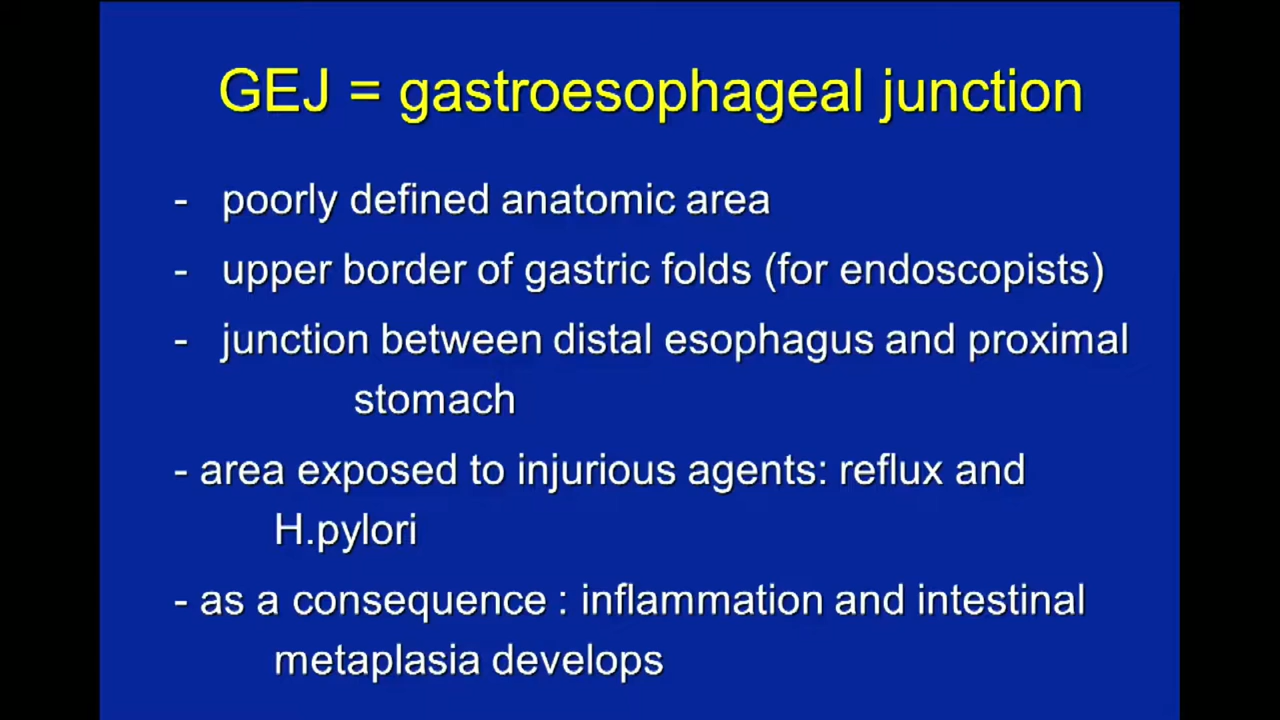 GEJ = gastroesophageal junction
- poorly defined anatomic area
- upper border of gastric folds (for endoscopists)
- junction between distal esophagus and proximal
stomach
- area exposed to injurious agents: reflux and
H.pylori
- as a consequence : inflammation and intestinal
metaplasia develops